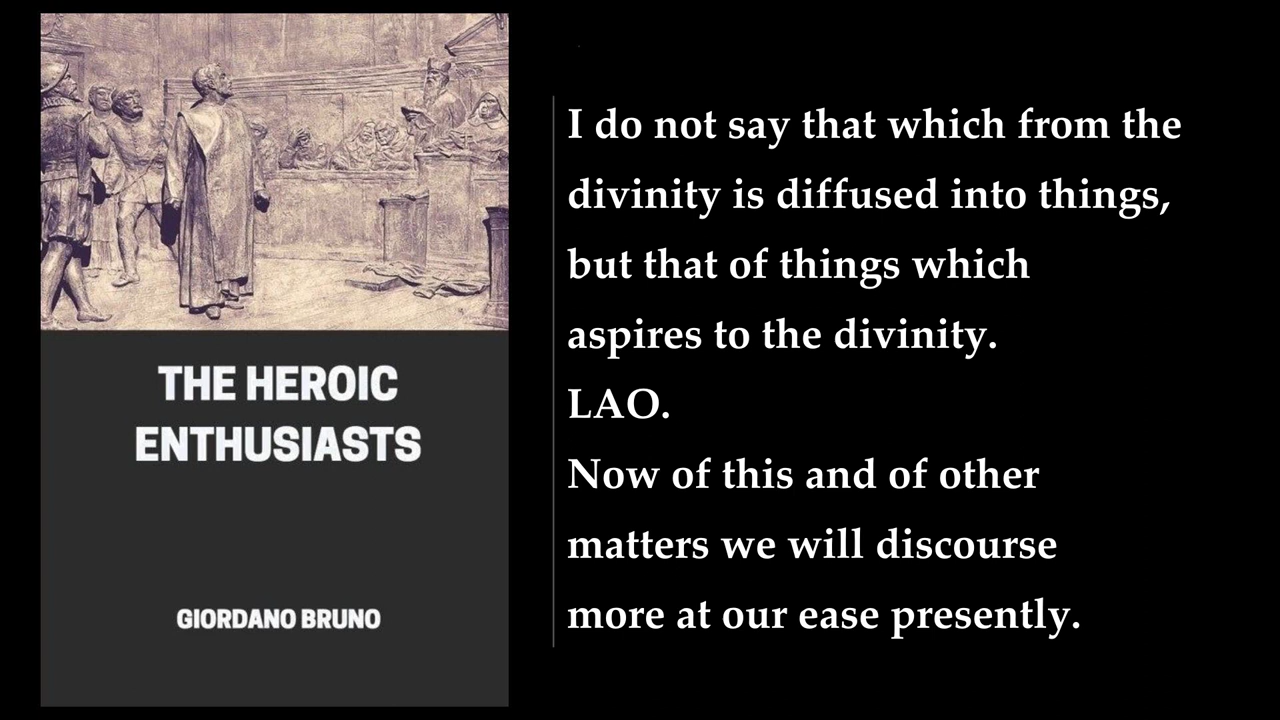 THE HEROIC
ENTHUSIASTS
GIORDANO BRUNO
I do not say that which from the
divinity is diffused into things,
but that of things which
aspires to the divinity.
LAO.
Now of this and of other
matters we will discourse
more at our ease presently.